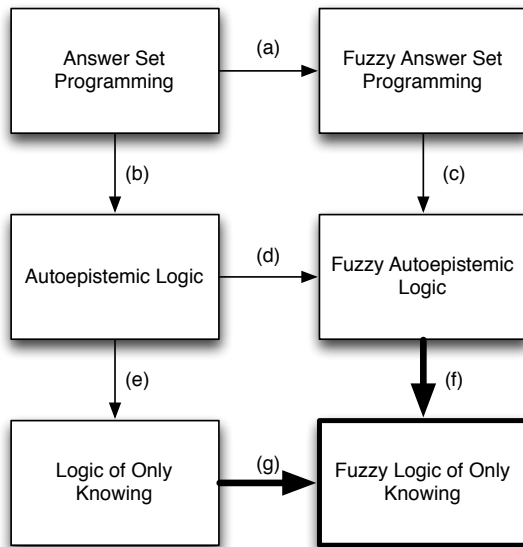 Answer Set
Programming
(a)
Fuzzy Answer Set
Programming
(b)
(c)
Autoepistemic Logic
(d)
Fuzzy Autoepistemic
Logic
(e)
(f)
Logic of Only
Knowing
(g)
Fuzzy Logic of Only
Knowing